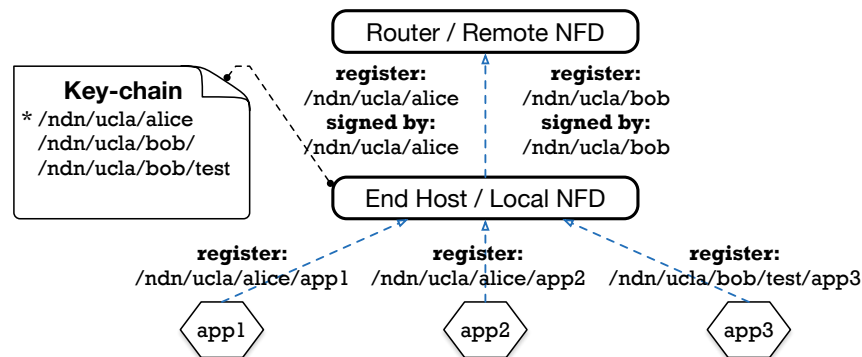 Router / Remote NFD
register:
/ndn/ucla/alice
signed by:
/ndn/ucla/alice
register:
/ndn/ucla/bob
signed by:
/ndn/ucla/bob
Key-chain
* /ndn/ucla/alice
/ndn/ucla/bob/
/ndn/ucla/bob/test
End Host / Local NFD
register:
/ndn/ucla/alice/app1
register:
/ndn/ucla/alice/app2
register:
/ndn/ucla/bob/test/app3
app1
app2
app3